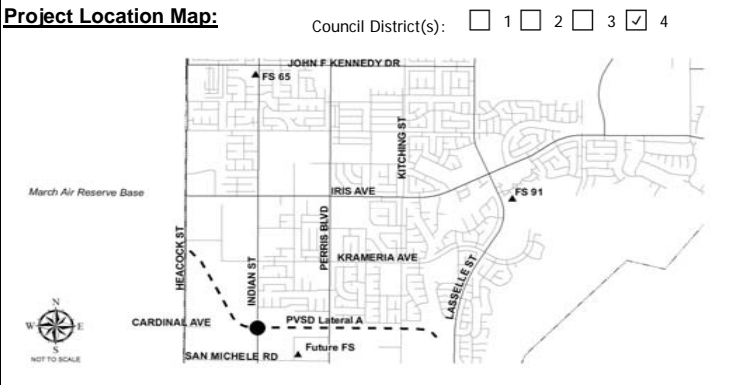 Project Location Map:
Council District(s): 1 2 3 ✓ 4
JOHN F KENNEDY DR
FS 65
KITCHING ST
March Air Reserve Base
IRIS AVE
FS 91
HEACOCK ST
INDIAN ST
PERRIS BLVD
KRAMERIA AVE
LASSELLE ST
N
W E
S
NOT TO SCALE
CARDINAL AVE
PVSD Lateral A
SAN MICHELE RD
Future FS